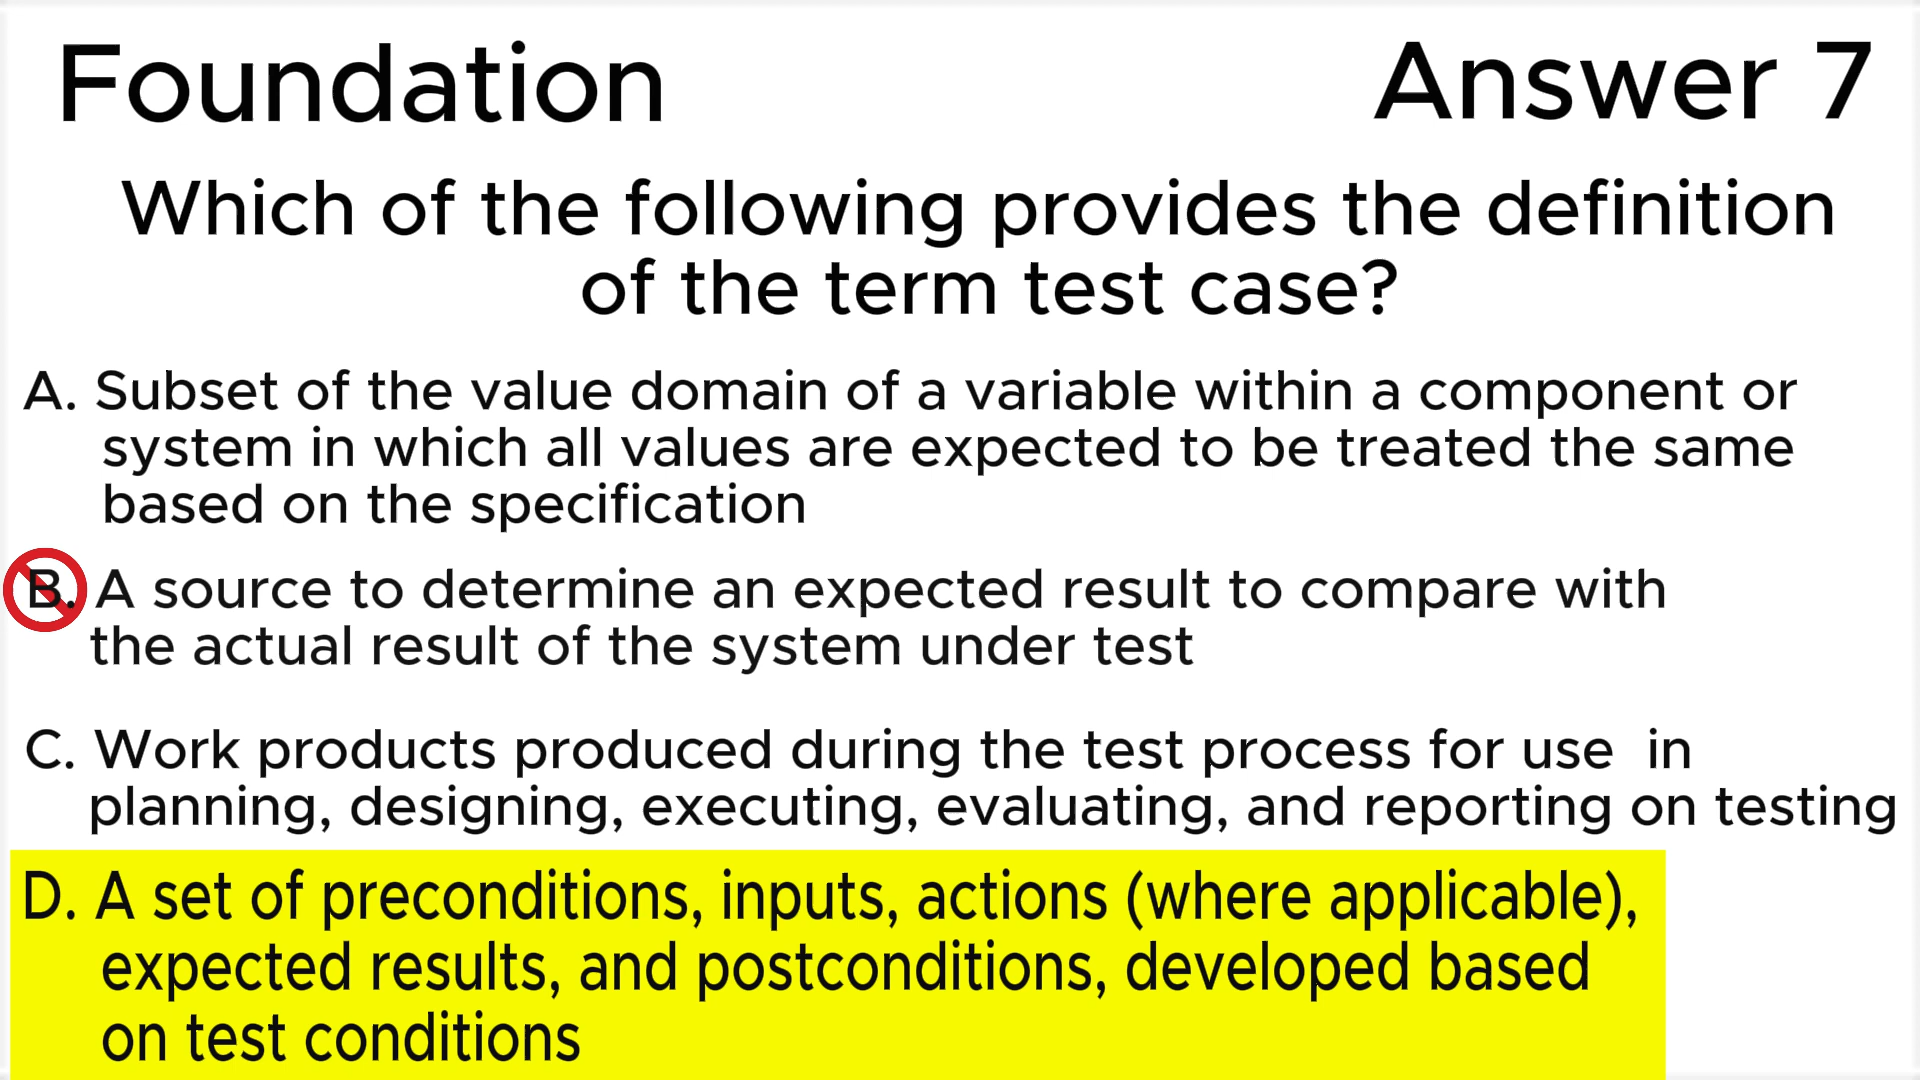 Foundation
Answer 7
Which of the following provides the definition
of the term test case?
A. Subset of the value domain of a variable within a component or
system in which all values are expected to be treated the same
based on the specification
B. A source to determine an expected result to compare with
the actual result of the system under test
C. Work products produced during the test process for use in
planning, designing, executing, evaluating, and reporting on testing
D. A set of preconditions, inputs, actions (where applicable),
expected results, and postconditions, developed based
on test conditions